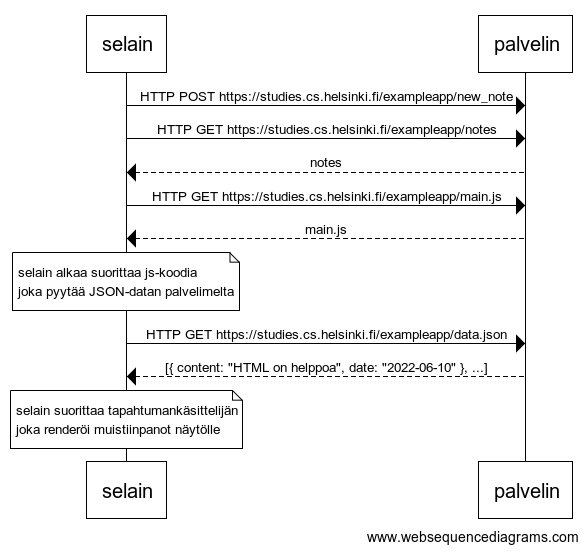 selain palvelin
HTTP POST https://studies.cs.helsinki.fi/exampleapp/new_note
HTTP GET https://studies.cs.helsinki.fi/exampleapp/notes
notes
HTTP GET https://studies.cs.helsinki.fi/exampleapp/main.js
main.js
selain alkaa suorittaa js-koodia
joka pyytää JSON-datan palvelimelta
HTTP GET https://studies.cs.helsinki.fi/exampleapp/data.json
[{ content: "HTML on helppoa", date: "2022-06-10" }, ...]
selain suorittaa tapahtumankäsittelijän
joka renderöi muistiinpanot näytölle
selain palvelin
www.websequencediagrams.com